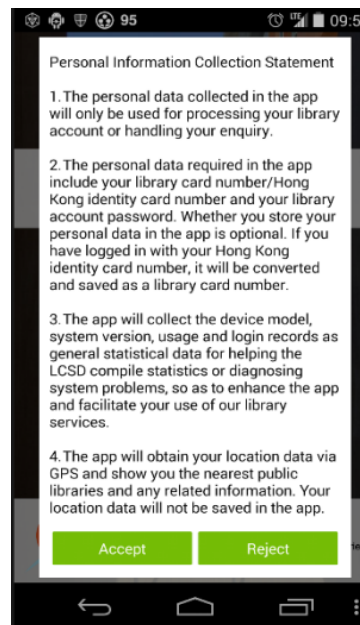 95
09:5
Personal Information Collection Statement
1. The personal data collected in the app
will only be used for processing your library
account or handling your enquiry.
2. The personal data required in the app
include your library card number/Hong
Kong identity card number and your library
account password. Whether you store your
personal data in the app is optional. If you
have logged in with your Hong Kong
identity card number, it will be converted
and saved as a library card number.
3. The app will collect the device model,
system version, usage and login records as
general statistical data for helping the
LCSD compile statistics or diagnosing
system problems, so as to enhance the app
and facilitate your use of our library
services.
4. The app will obtain your location data via
GPS and show you the nearest public
libraries and any related information. Your
location data will not be saved in the app.
Accept
Reject